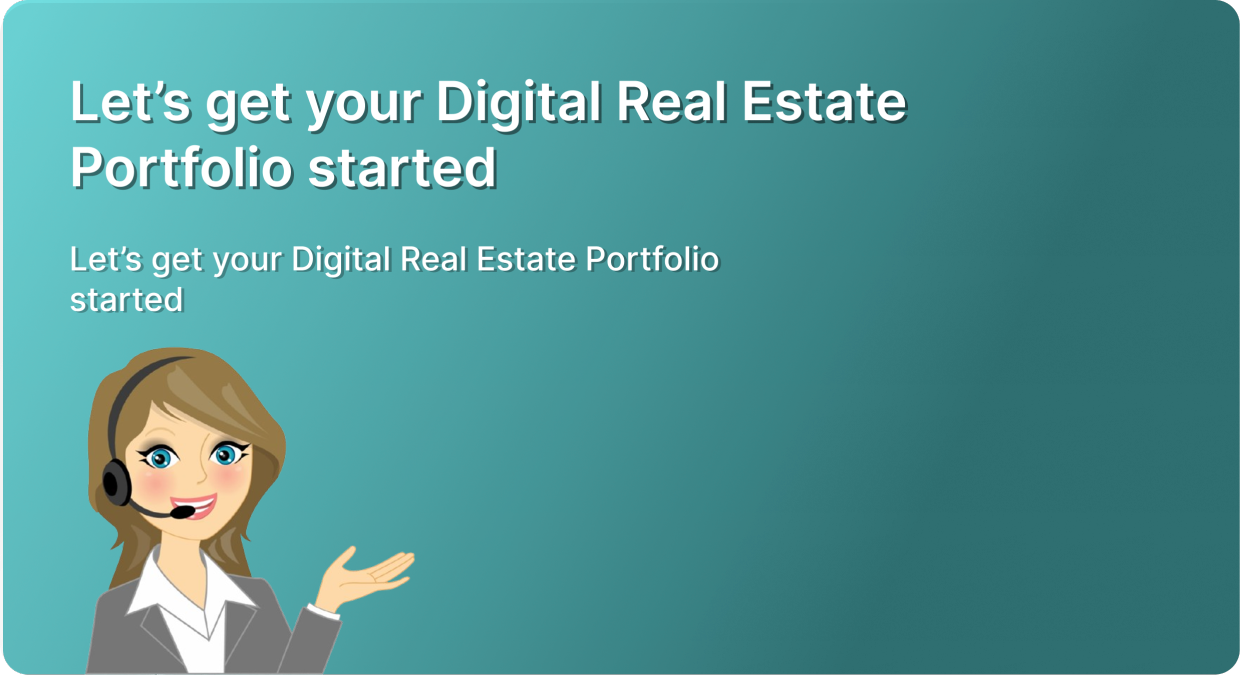 Let’s get your Digital Real Estate
Portfolio started
Let’s get your Digital Real Estate Portfolio
started